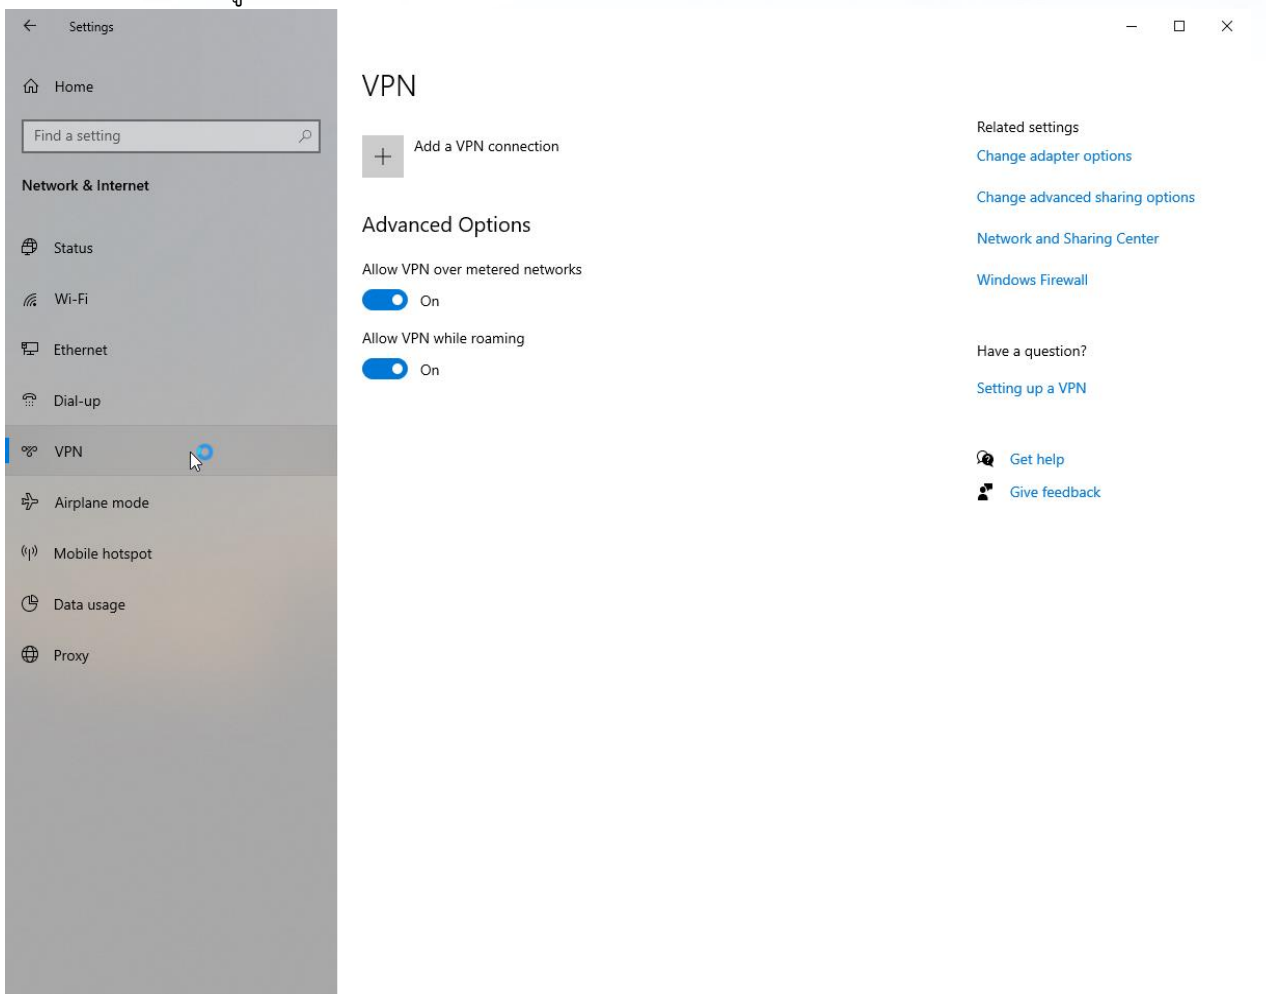 Settings
Home
Find a setting
Network & Internet
Status
Wi-Fi
Ethernet
Dial-up
VPN
Airplane mode
Mobile hotspot
Data usage
Proxy
VPN
Add a VPN connection
Advanced Options
Allow VPN over metered networks
On
Allow VPN while roaming
On
Related settings
Change adapter options
Change advanced sharing options
Network and Sharing Center
Windows Firewall
Have a question?
Setting up a VPN
Get help
Give feedback